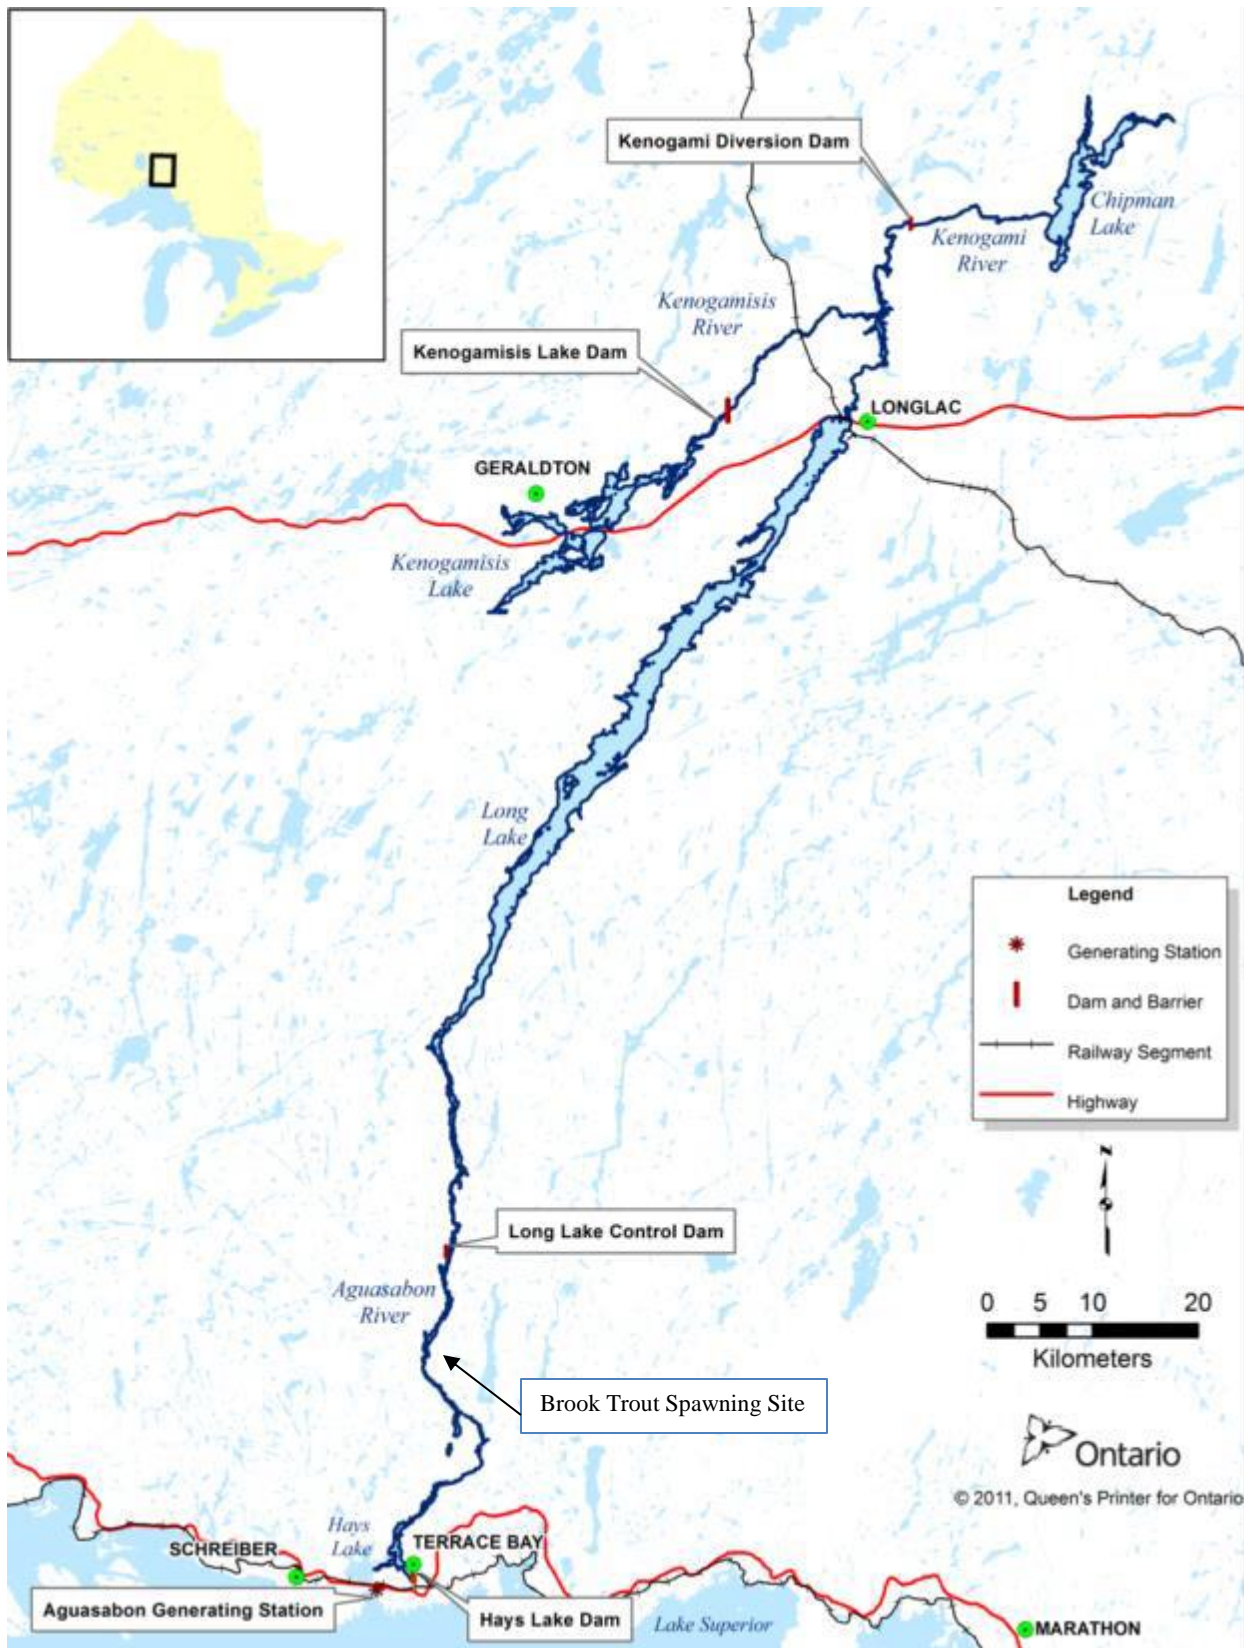 Kenogami Diversion Dam
Chipman
Lake
Kenogami
River
Kenogamisis
River
Kenogamisis Lake Dam
LONGLAC
GERALDTON
Kenogamisis
Lake
Long
Lake
Legend
Generating Station
Dam and Barrier
Railway Segment
Highway
N
Long Lake Control Dam
Aguasabon
River
0 5 10 20
Kilometers
Brook Trout Spawning Site
Ontario
© 2011, Queen's Printer for Ontario
Hays
Lake
SCHREIBER
TERRACE BAY
Aguasabon Generating Station
Hays Lake Dam
Lake Superior
MARATHON